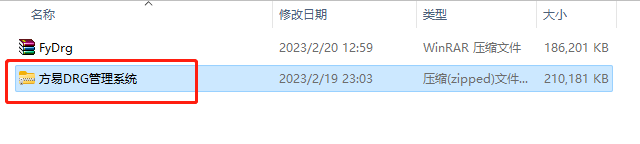 名称 修改日期 类型 大小
FyDrg 2023/2/20 12:59 WinRAR 压缩文件 186,201 KB
方易DRG管理系统 2023/2/19 23:03 压缩(zipped)文件... 210,181 KB